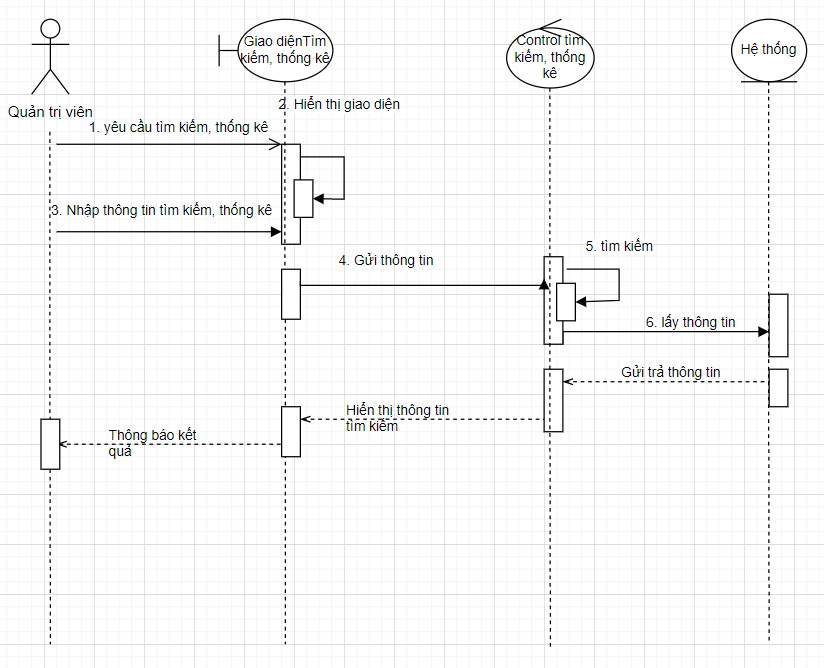 Giao diệnTìm
kiếm, thống kê
Control tìm
kiếm, thống
kê
Hệ thống
Quản trị viên
2. Hiển thị giao diện
1. yêu cầu tìm kiếm, thống kê
3. Nhập thông tin tìm kiếm, thống kê
4. Gửi thông tin
5. tìm kiếm
6. lấy thông tin
Gửi trả thông tin
Hiển thị thông tin
tìm kiếm
Thông báo kết
quả